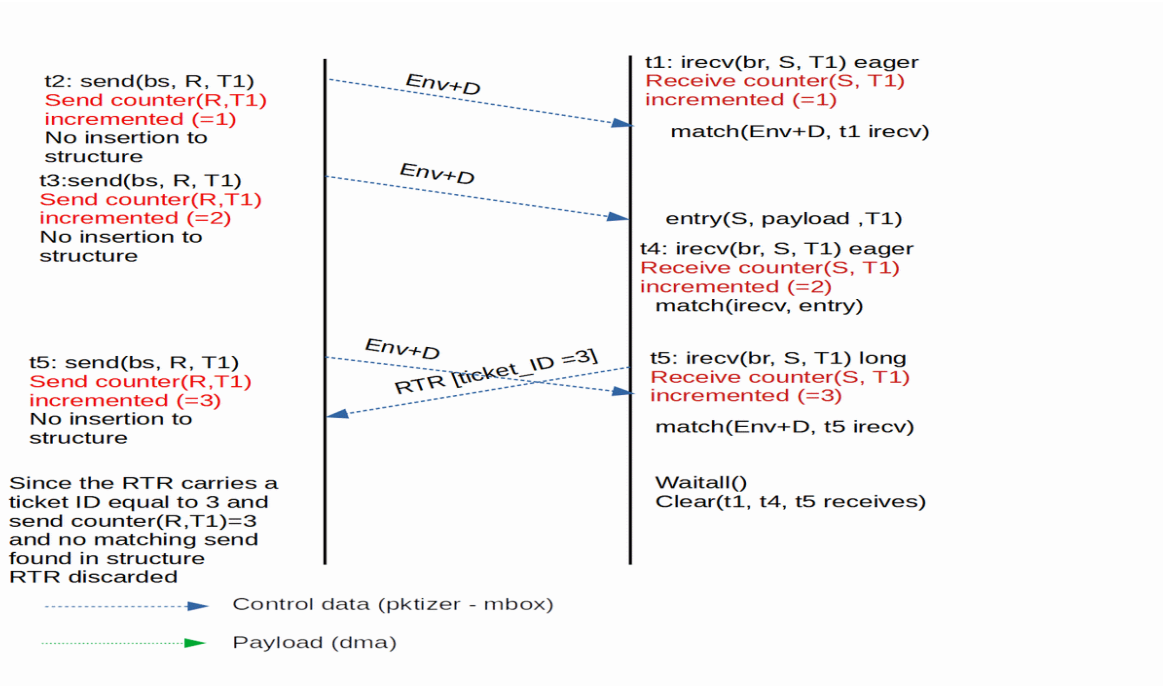 t2: send(bs, R, T1)
Send counter(R,T1)
incremented (=1)
No insertion to
structure
t3:send(bs, R, T1)
Send counter(R,T1)
incremented (=2)
No insertion to
structure
t5: send(bs, R, T1)
Send counter(R,T1)
incremented (=3)
No insertion to
structure
Since the RTR carries a
ticket ID equal to 3 and
send counter(R,T1)=3
and no matching send
found in structure
RTR discarded
Env+D
Env+D
Env+D
RTR [ticket_ID =3]
t1: irecv(br, S, T1) eager
Receive counter(S, T1)
incremented (=1)
match(Env+D, t1 irecv)
entry(S, payload ,T1)
t4: irecv(br, S, T1) eager
Receive counter(S, T1)
incremented (=2)
match(irecv, entry)
t5: irecv(br, S, T1) long
Receive counter(S, T1)
incremented (=3)
match(Env+D, t5 irecv)
Waitall()
Clear(t1, t4, t5 receives)
Control data (pktizer - mbox)
Payload (dma)